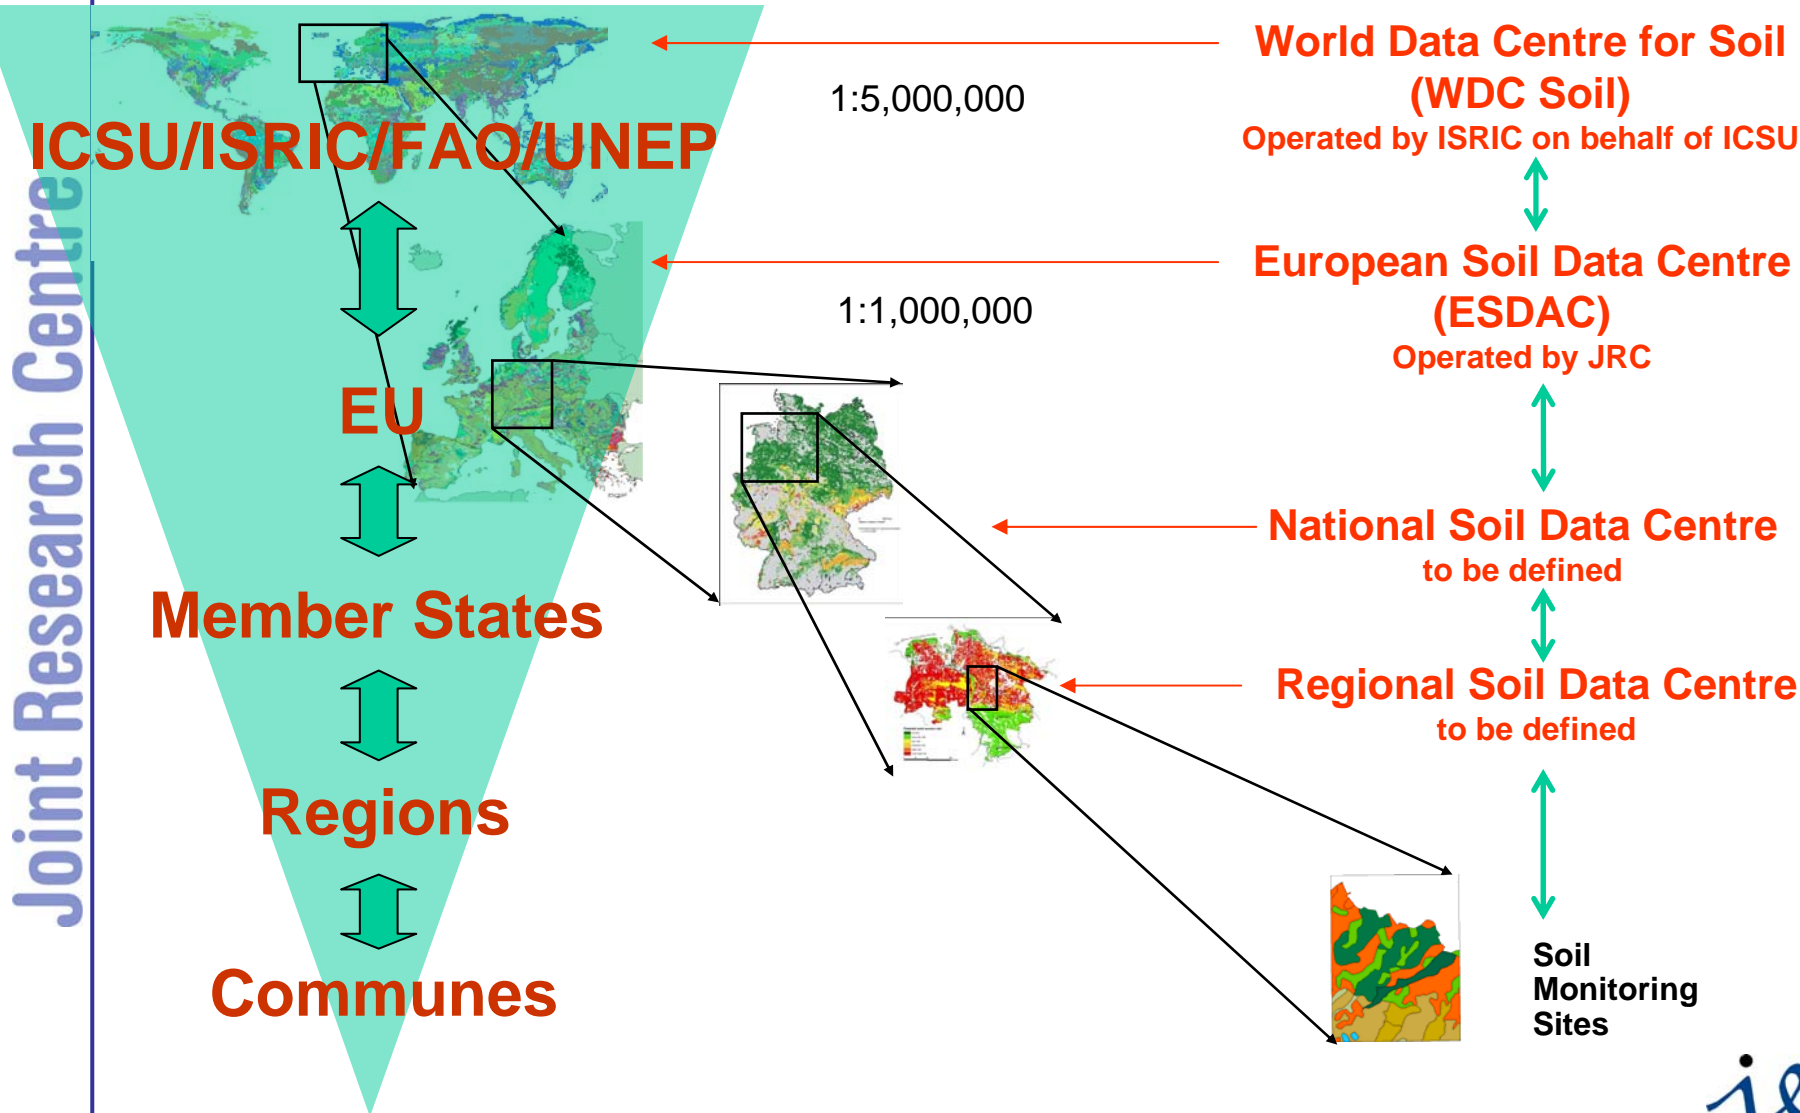 Joint Research Centre
ICSU/ISRIC/FAO/UNEP
EU
Member States
Regions
Communes
1:5,000,000
1:1,000,000
World Data Centre for Soil
(WDC Soil)
Operated by ISRIC on behalf of ICSU
European Soil Data Centre
(ESDAC)
Operated by JRC
National Soil Data Centre
to be defined
Regional Soil Data Centre
to be defined
Soil
Monitoring
Sites